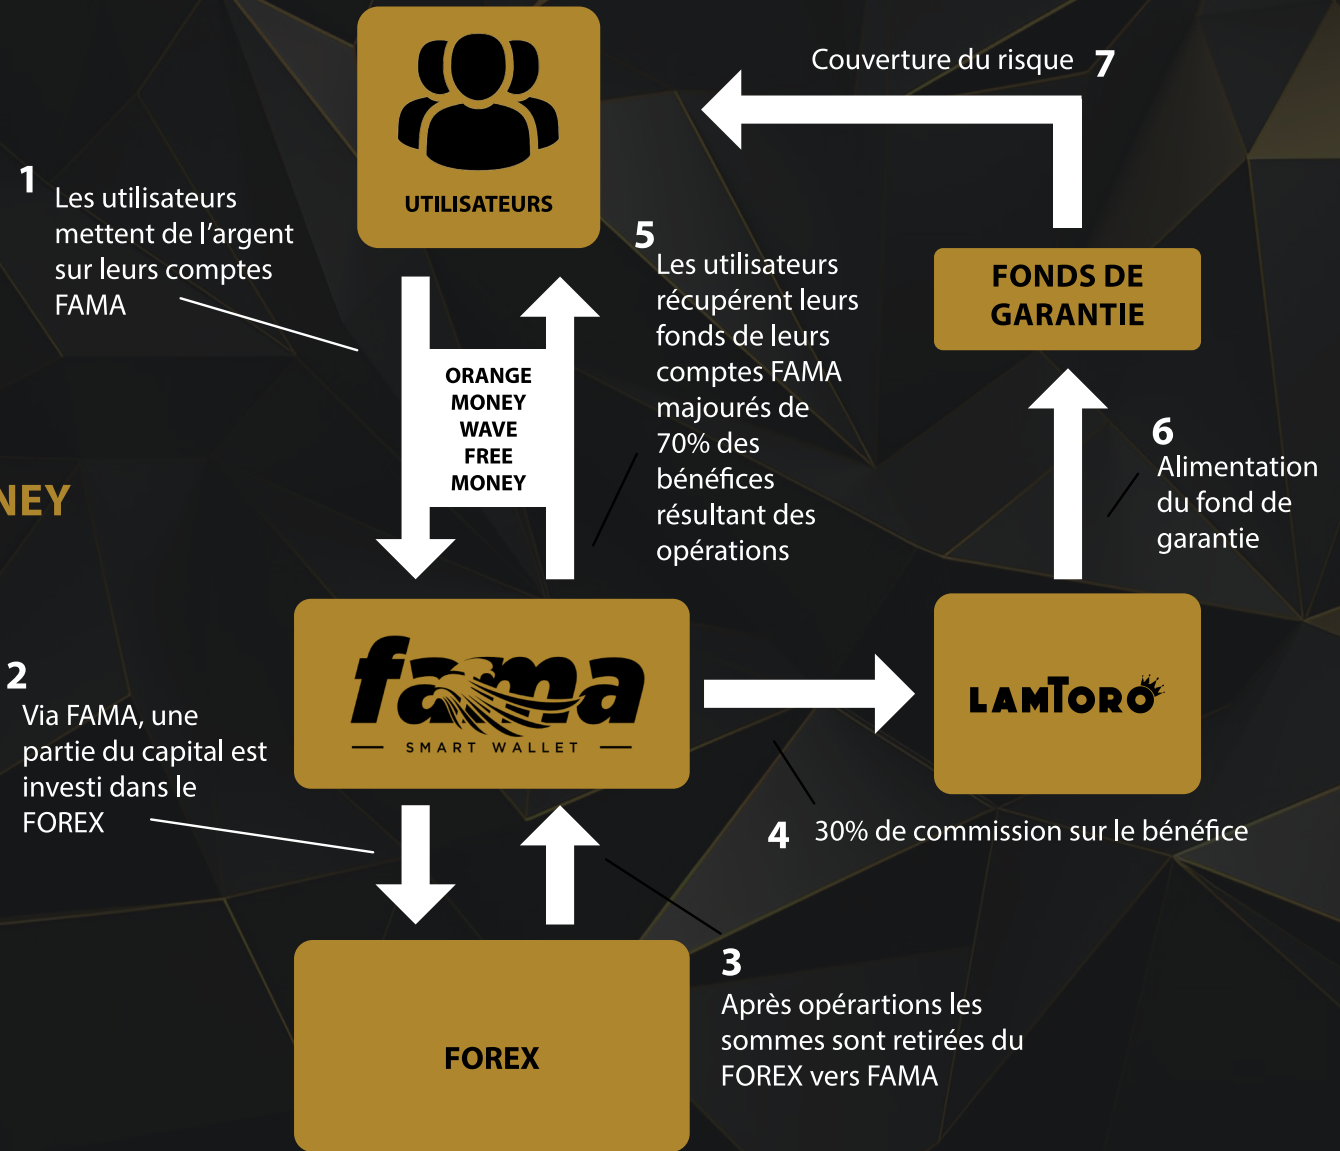 UTILISATEURS
Couverture du risque 7
1
Les utilisateurs
mettent de l’argent
sur leurs comptes
FAMA
ORANGE
MONEY
WAVE
FREE
MONEY
5
Les utilisateurs
récupérent leurs
fonds de leurs
comptes FAMA
majourés de
70% des
bénéfices
résultant des
opérations
FONDS DE
GARANTIE
6
Alimentation
du fond de
garantie
NEY
2
Via FAMA, une
partie du capital est
investi dans le
FOREX
fama
SMART WALLET
LAMTORO
4 30% de commission sur le bénéfice
3
Après opérartions les
sommes sont retirées du
FOREX vers FAMA
FOREX